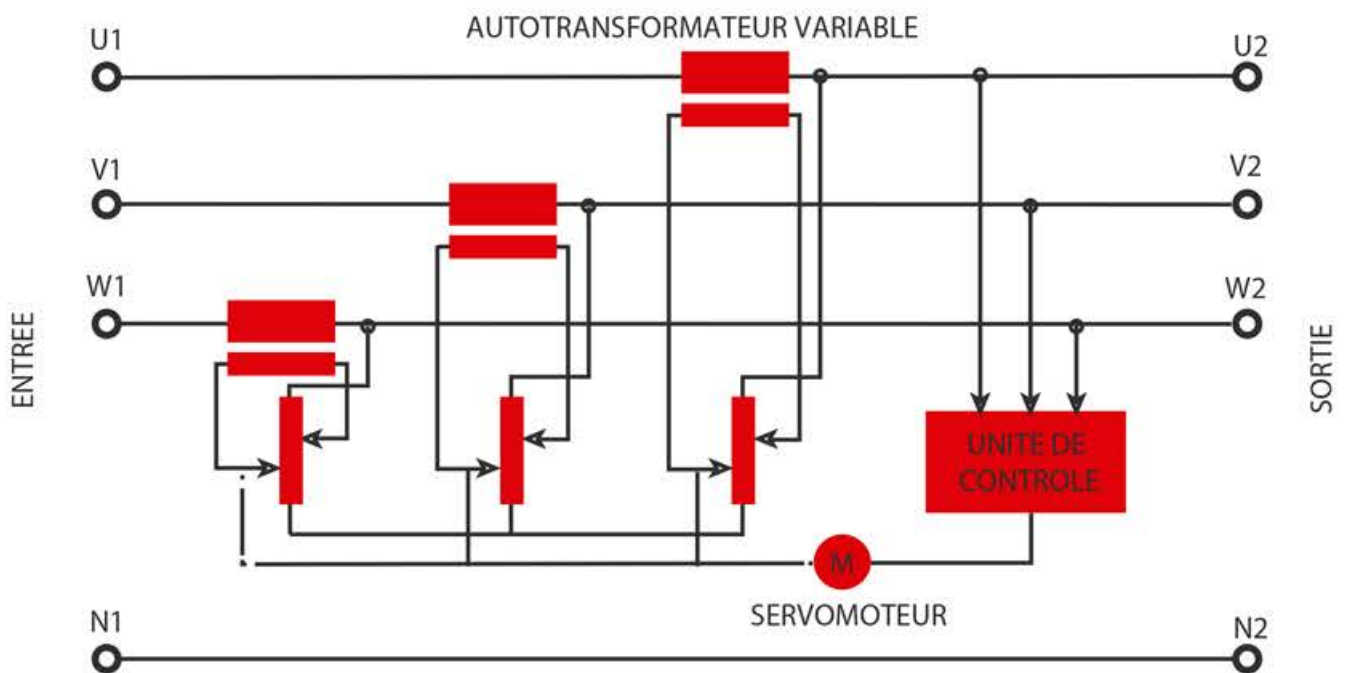 AUTOTRANSFORMATEUR VARIABLE
U1
U2
V1
V2
W1
W2
ENTREE
SORTIE
UNITE DE
CONTROLE
M
SERVOMOTEUR
N1
N2